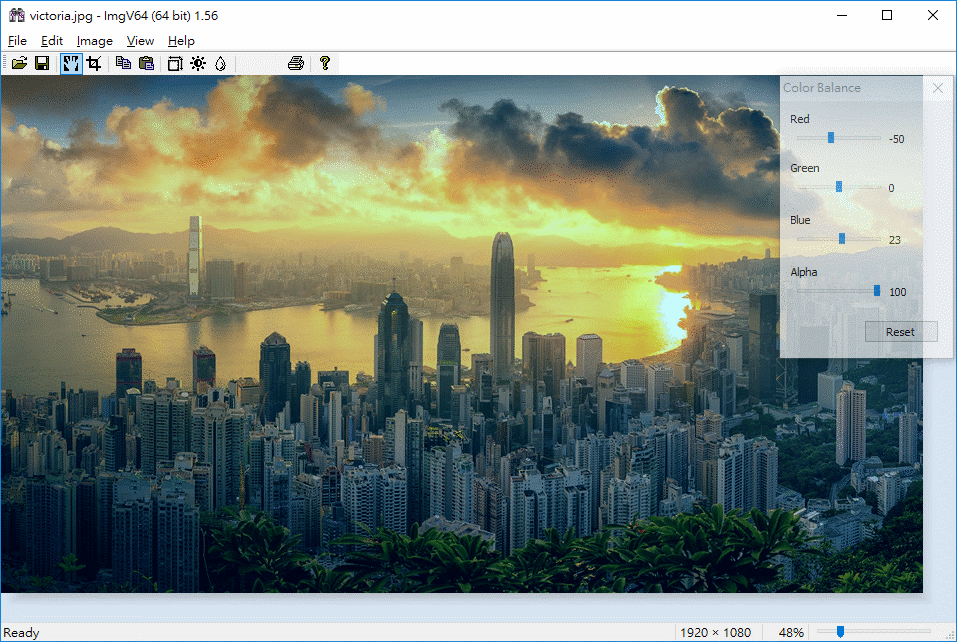 victoria.jpg - ImgV64 (64 bit) 1.56
File Edit Image View Help
Color Balance
Red
-50
Green
0
Blue
23
Alpha
100
Reset
Ready
1920 × 1080
48%